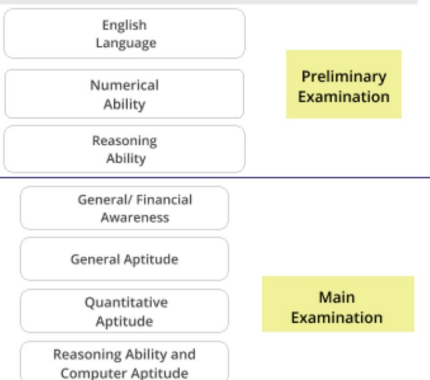 English
Language
Numerical
Ability
Preliminary
Examination
Reasoning
Ability
General/ Financial
Awareness
General Aptitude
Quantitative
Aptitude
Main
Examination
Reasoning Ability and
Computer Aptitude